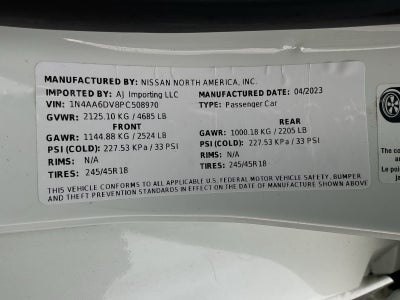 MANUFACTURED BY: NISSAN NORTH AMERICA, INC.
IMPORTED BY: AJ Importing LLC MANUFACTURED DATE: 04/2023
VIN: 1N4AA6DV8PC508970 TYPE: Passenger Car
GVWR: 2125.10 KG / 4685 LB
FRONT REAR
GAWR: 1144.88 KG / 2524 LB GAWR: 1000.18 KG / 2205 LB
PSI (COLD): 227.53 KPa / 33 PSI PSI (COLD): 227.53 KPa / 33 PSI
RIMS: N/A RIMS: N/A
TIRES: 245/45R18 TIRES: 245/45R18
THIS VEHICLE CONFORMS TO ALL APPLICABLE U.S. FEDERAL MOTOR VEHICLE SAFETY, BUMPER
AND THEFT PREVENTION STANDARDS IN EFFECT ON THE DATE OF MANUFACTURE SHOWN ABOVE
The co
Le poi